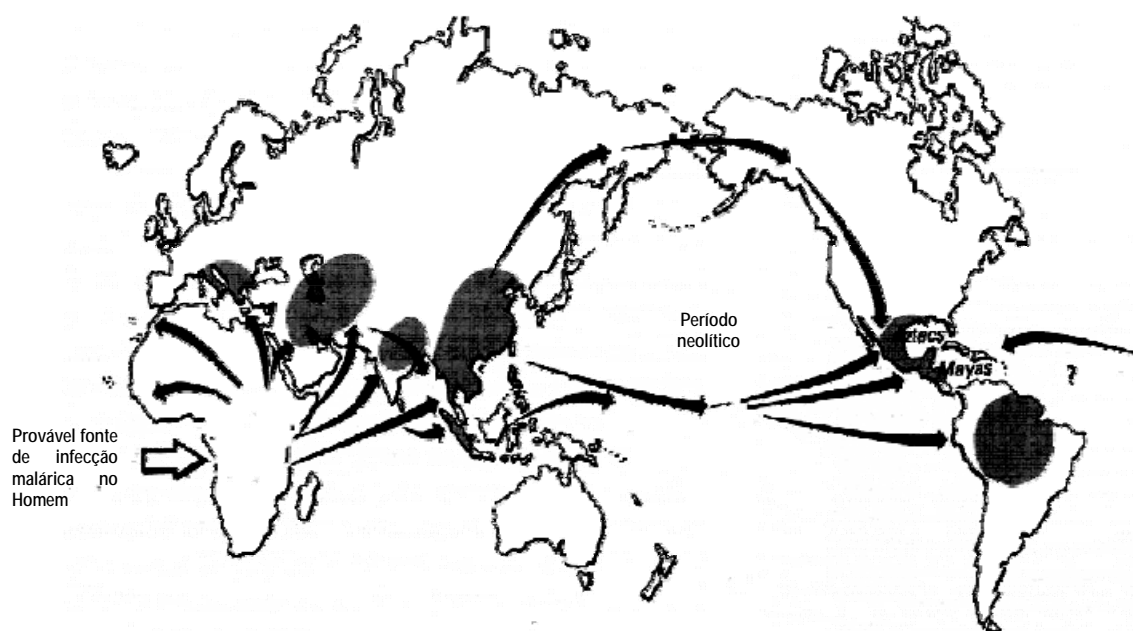 Período
neolítico
Mayas
?
Provável fonte
de infecção
malárica no
Homem